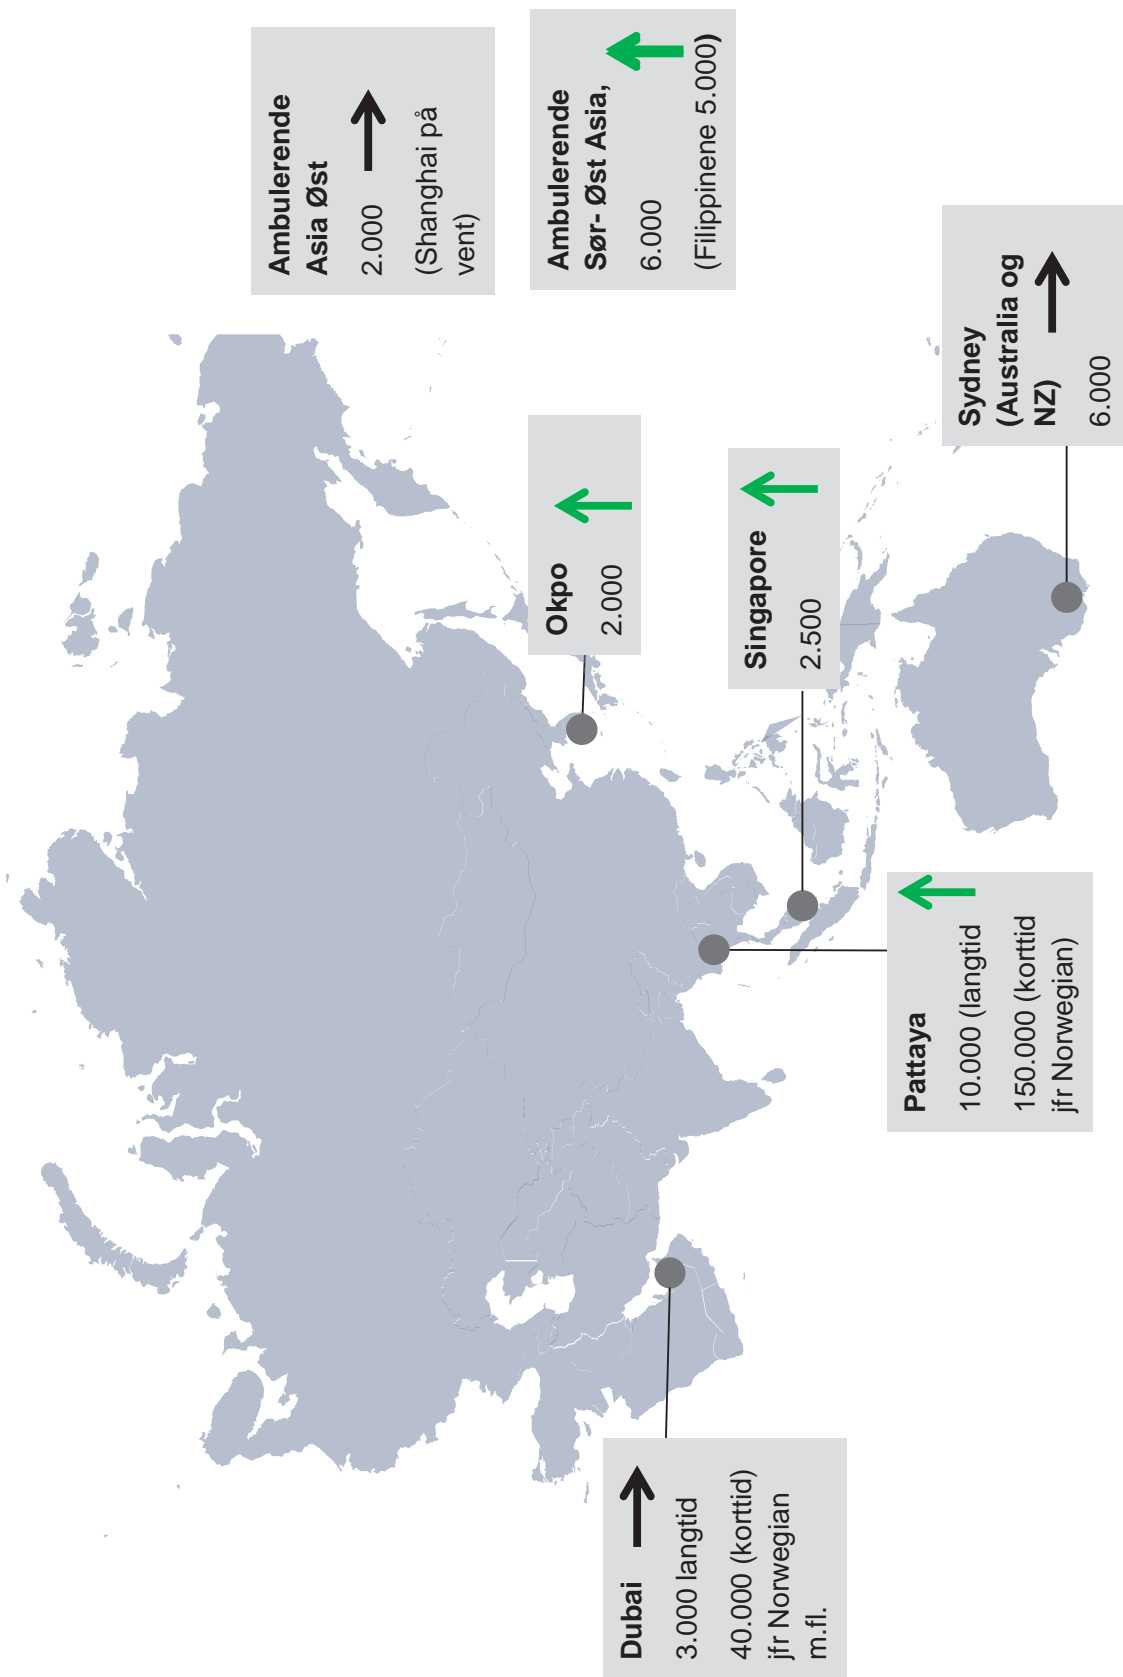 Ambulerende
Asia Øst
2.000
(Shanghai på
vent)
Ambulerende
Sør- Øst Asia,
6.000
(Filippinene 5.000)
Okpo
2.000
Singapore
2.500
Sydney
(Australia og
NZ)
6.000
Pattaya
10.000 (langtid
150.000 (korttid
jfr Norwegian)
Dubai
3.000 langtid
40.000 (korttid)
jfr Norwegian
m.fl.